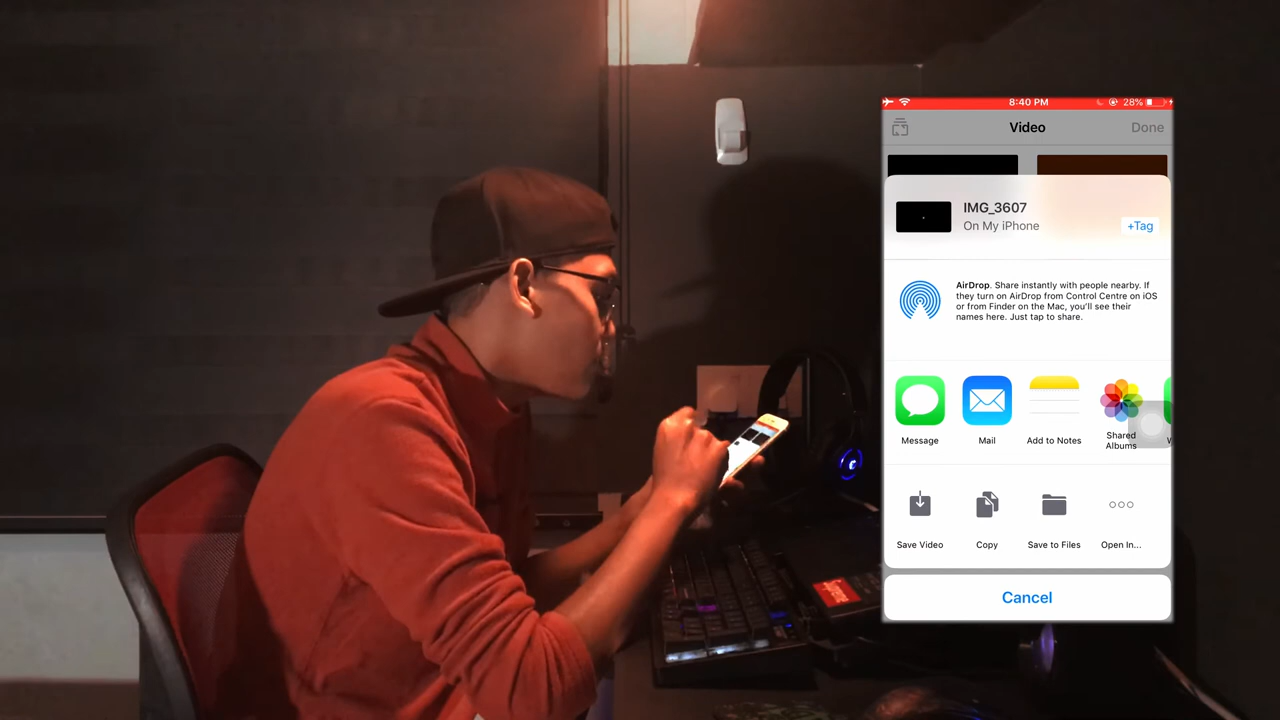 8:40 PM
28%
Video
Done
IMG_3607
On My iPhone
+Tag
AirDrop. Share instantly with people nearby. If
they turn on AirDrop from Control Centre on iOS
or from Finder on the Mac, you'll see their
names here. Just tap to share.
Message
Mail
Add to Notes
Shared
Albums
Save Video
Copy
Save to Files
Open In...
Cancel